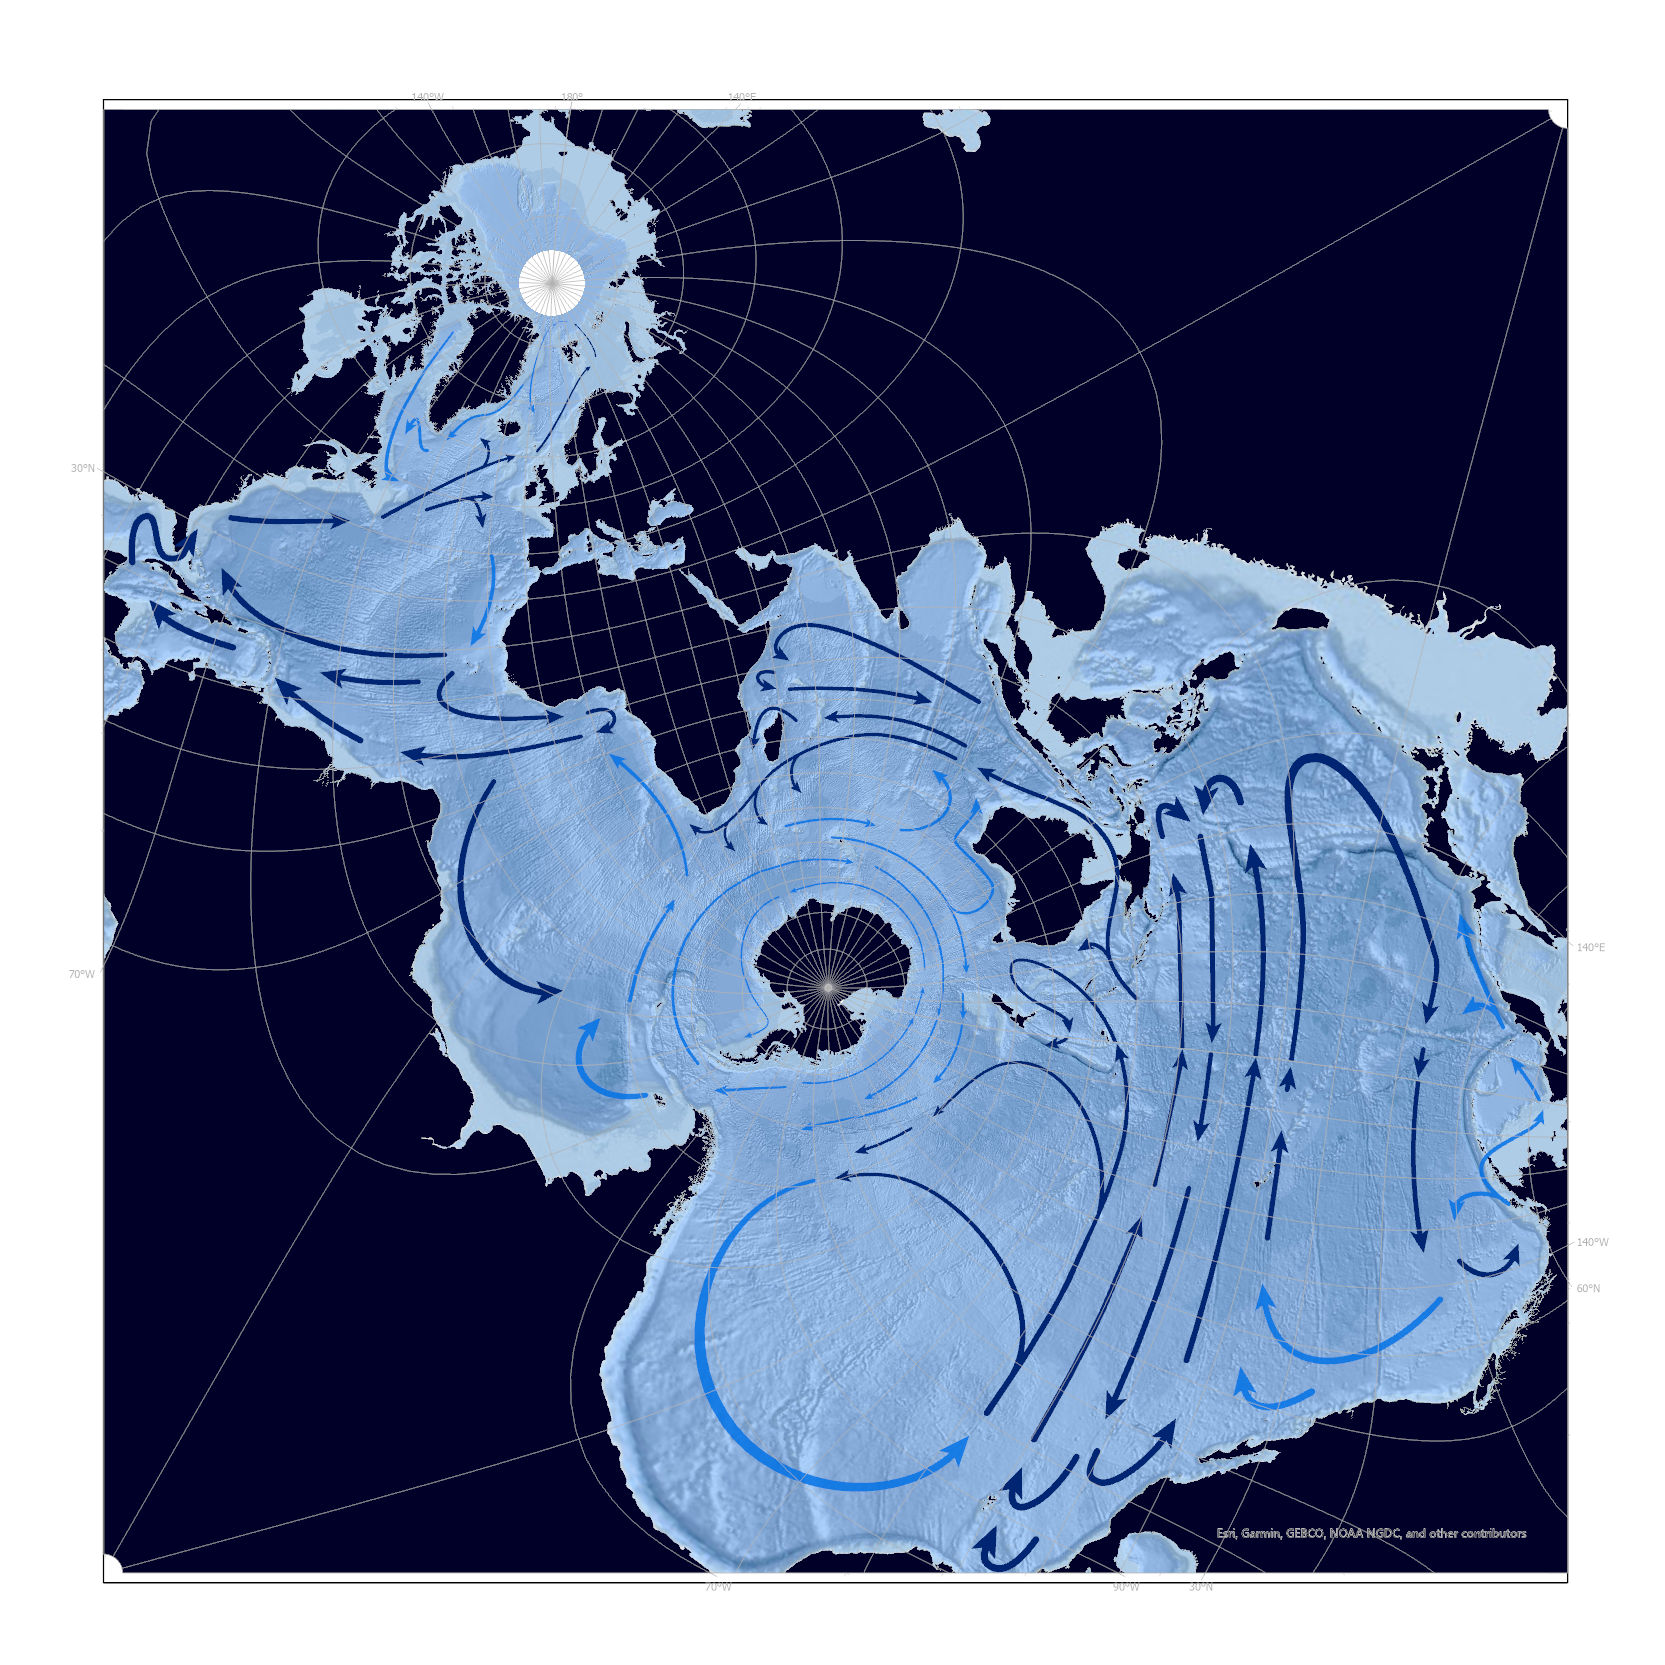 140°W 180° 140°E
30°N
70°W
140°E
140°W
60°N
Esri, Garmin, GEBCO, NOAA NGDC, and other contributors
70°W 90°W 30°N